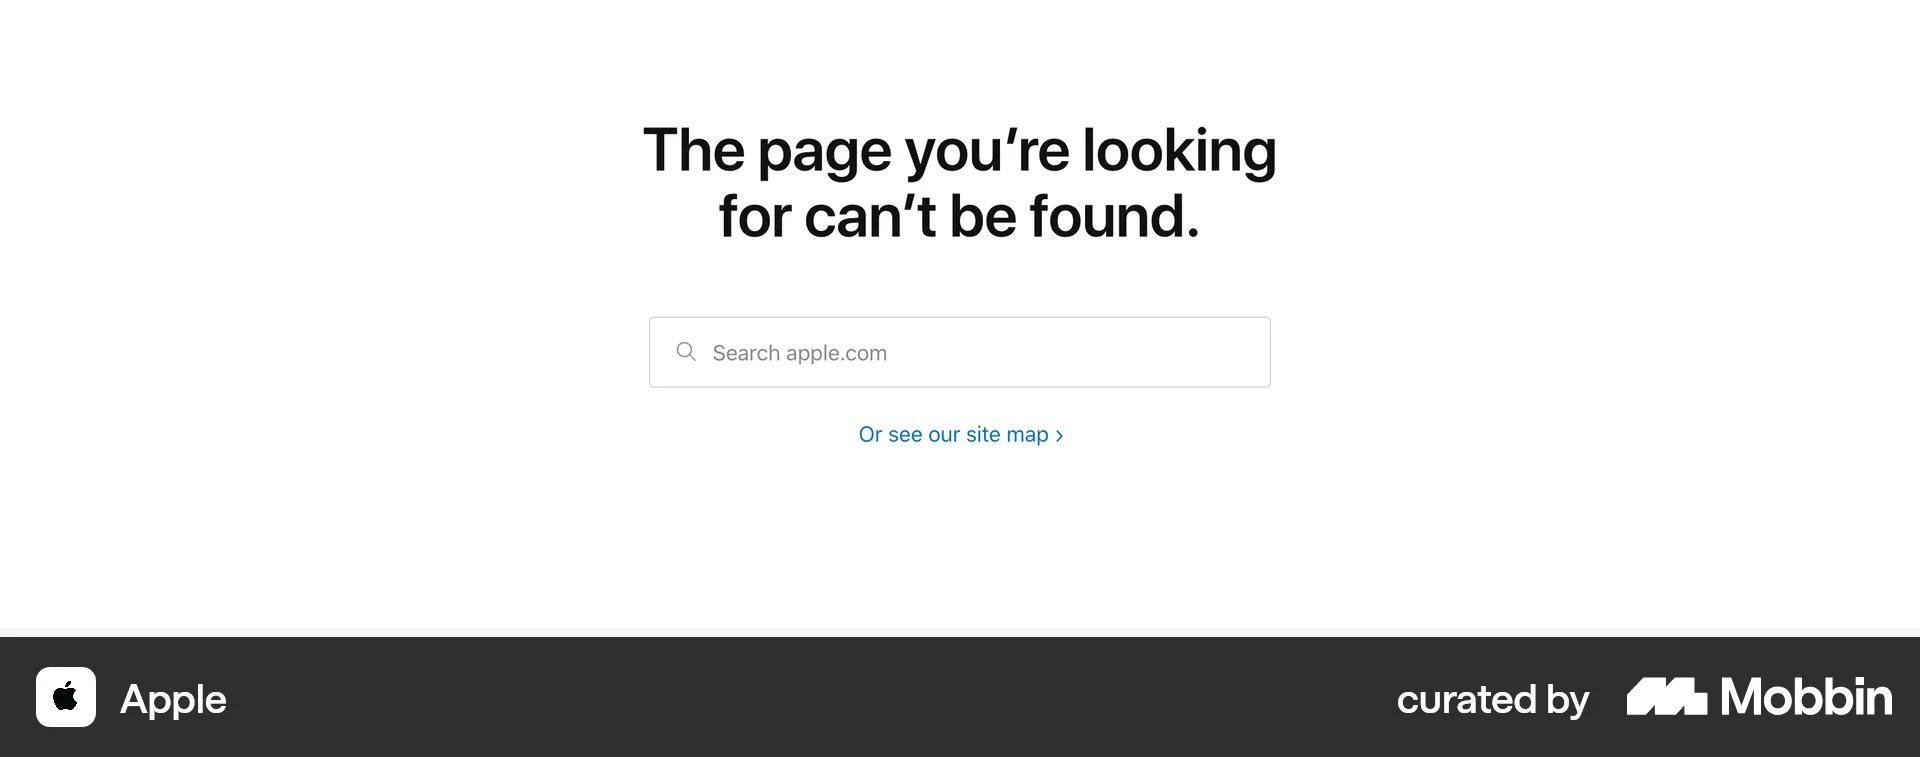 The page you’re looking
for can’t be found.
Search apple.com
Or see our site map ›
Apple
curated by Mobbin